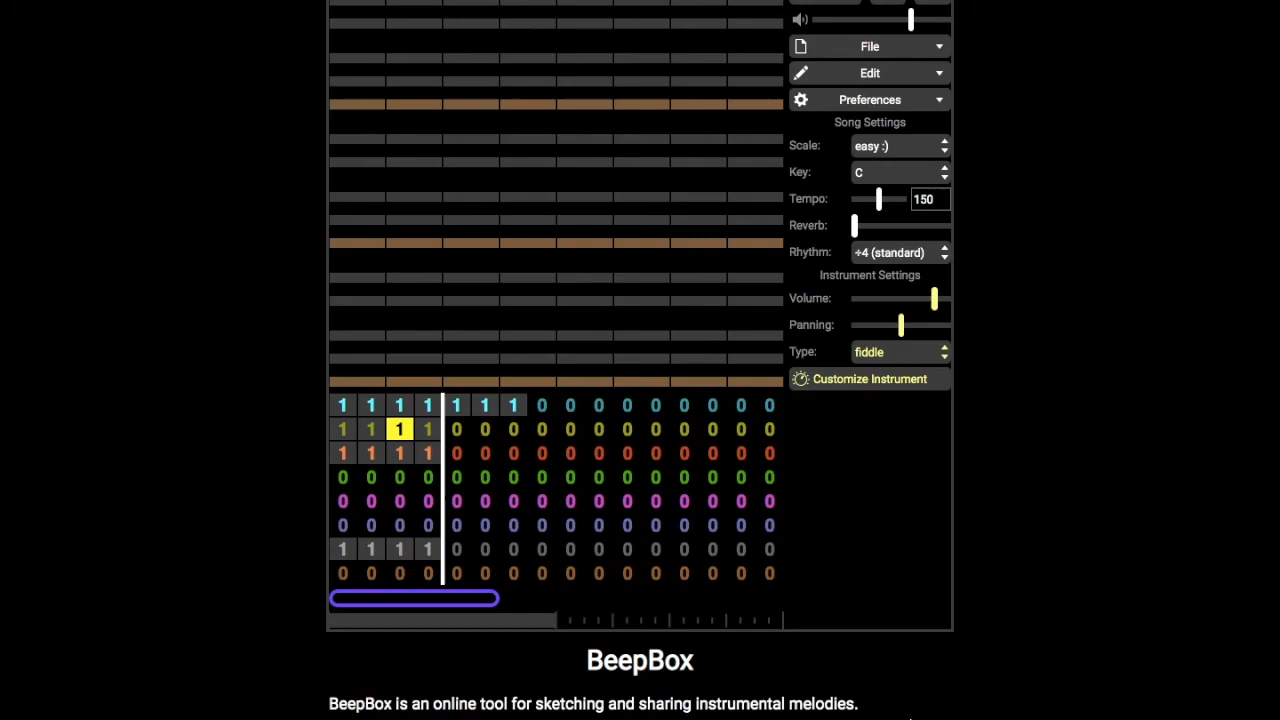 File
Edit
Preferences
Song Settings
Scale: easy :)
Key: C
Tempo: 150
Reverb:
Rhythm: ÷4 (standard)
Instrument Settings
Volume:
Panning:
Type: fiddle
Customize Instrument
1 1 1 1 1 1 1 0 0 0 0 0 0 0 0 0
1 1 1 1 0 0 0 0 0 0 0 0 0 0 0 0
1 1 1 1 0 0 0 0 0 0 0 0 0 0 0 0
0 0 0 0 0 0 0 0 0 0 0 0 0 0 0 0
0 0 0 0 0 0 0 0 0 0 0 0 0 0 0 0
0 0 0 0 0 0 0 0 0 0 0 0 0 0 0 0
1 1 1 1 0 0 0 0 0 0 0 0 0 0 0 0
0 0 0 0 0 0 0 0 0 0 0 0 0 0 0 0
BeepBox
BeepBox is an online tool for sketching and sharing instrumental melodies.